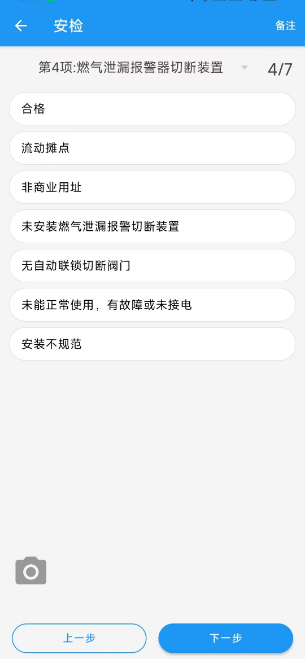 安检
备注
第4项:燃气泄漏报警器切断装置
4/7
合格
流动摊点
非商业用址
未安装燃气泄漏报警切断装置
无自动联锁切断阀门
未能正常使用，有故障或未接电
安装不规范
上一步
下一步